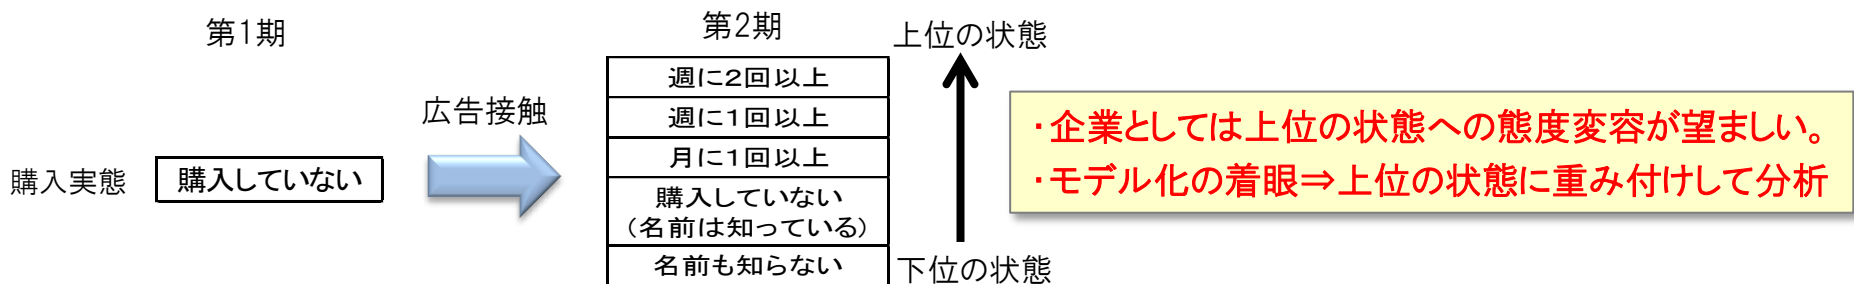 第1期
第2期
上位の状態
広告接触
購入実態
購入していない
週に2回以上
週に1回以上
月に1回以上
購入していない
(名前は知っている)
名前も知らない
下位の状態
・企業としては上位の状態への態度変容が望ましい。
・モデル化の着眼⇒上位の状態に重み付けして分析